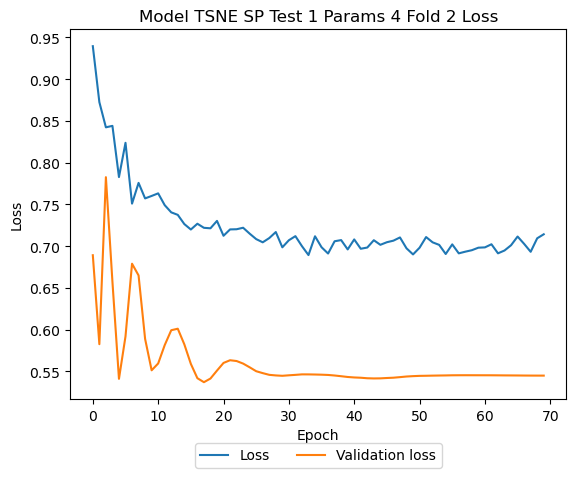 Model TSNE SP Test 1 Params 4 Fold 2 Loss
0.95
0.90
0.85
0.80
0.75
0.70
0.65
0.60
0.55
Loss
0 10 20 30 40 50 60 70
Epoch
Loss Validation loss